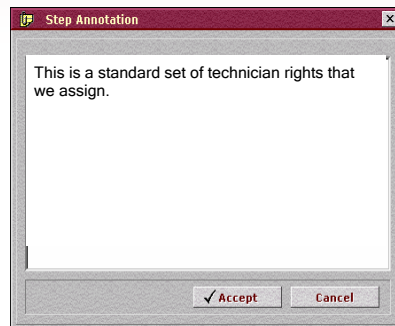 Step Annotation
This is a standard set of technician rights that
we assign.
Accept
Cancel